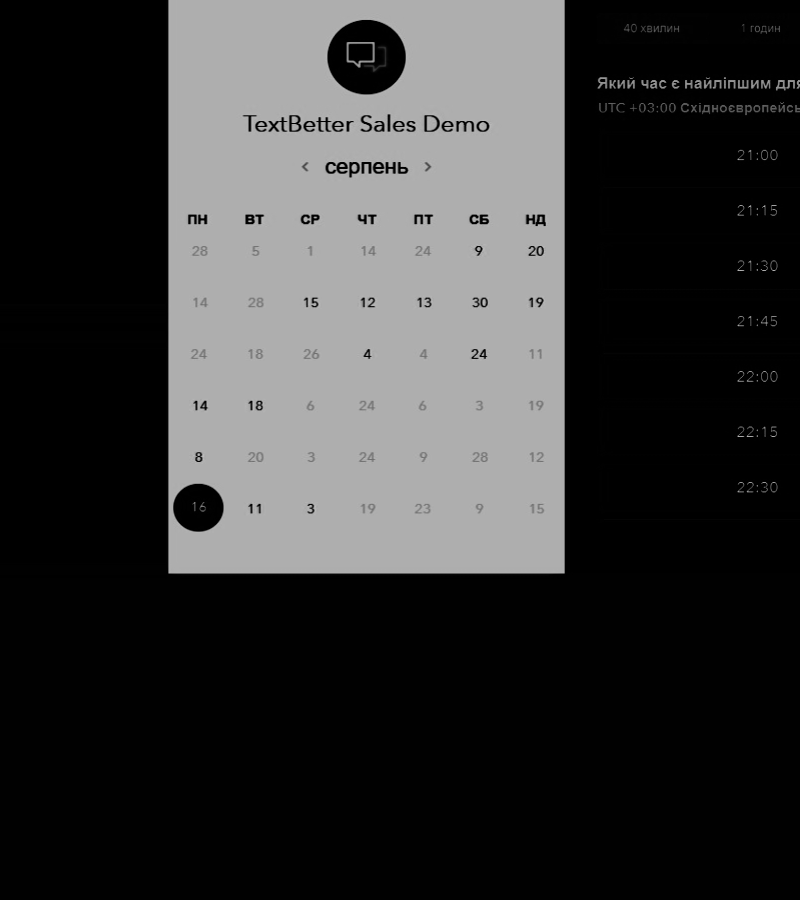 TextBetter Sales Demo
серпень
ПН ВТ СР ЧТ ПТ СБ НД
28 5 1 14 24 9 20
14 28 15 12 13 30 19
24 18 26 4 4 24 11
14 18 6 24 6 3 19
8 20 3 24 9 28 12
16 11 3 19 23 9 15
40 хвилин 1 годин
Який час є найліпшим для
UTC +03:00
21:00
21:15
21:30
21:45
22:00
22:15
22:30